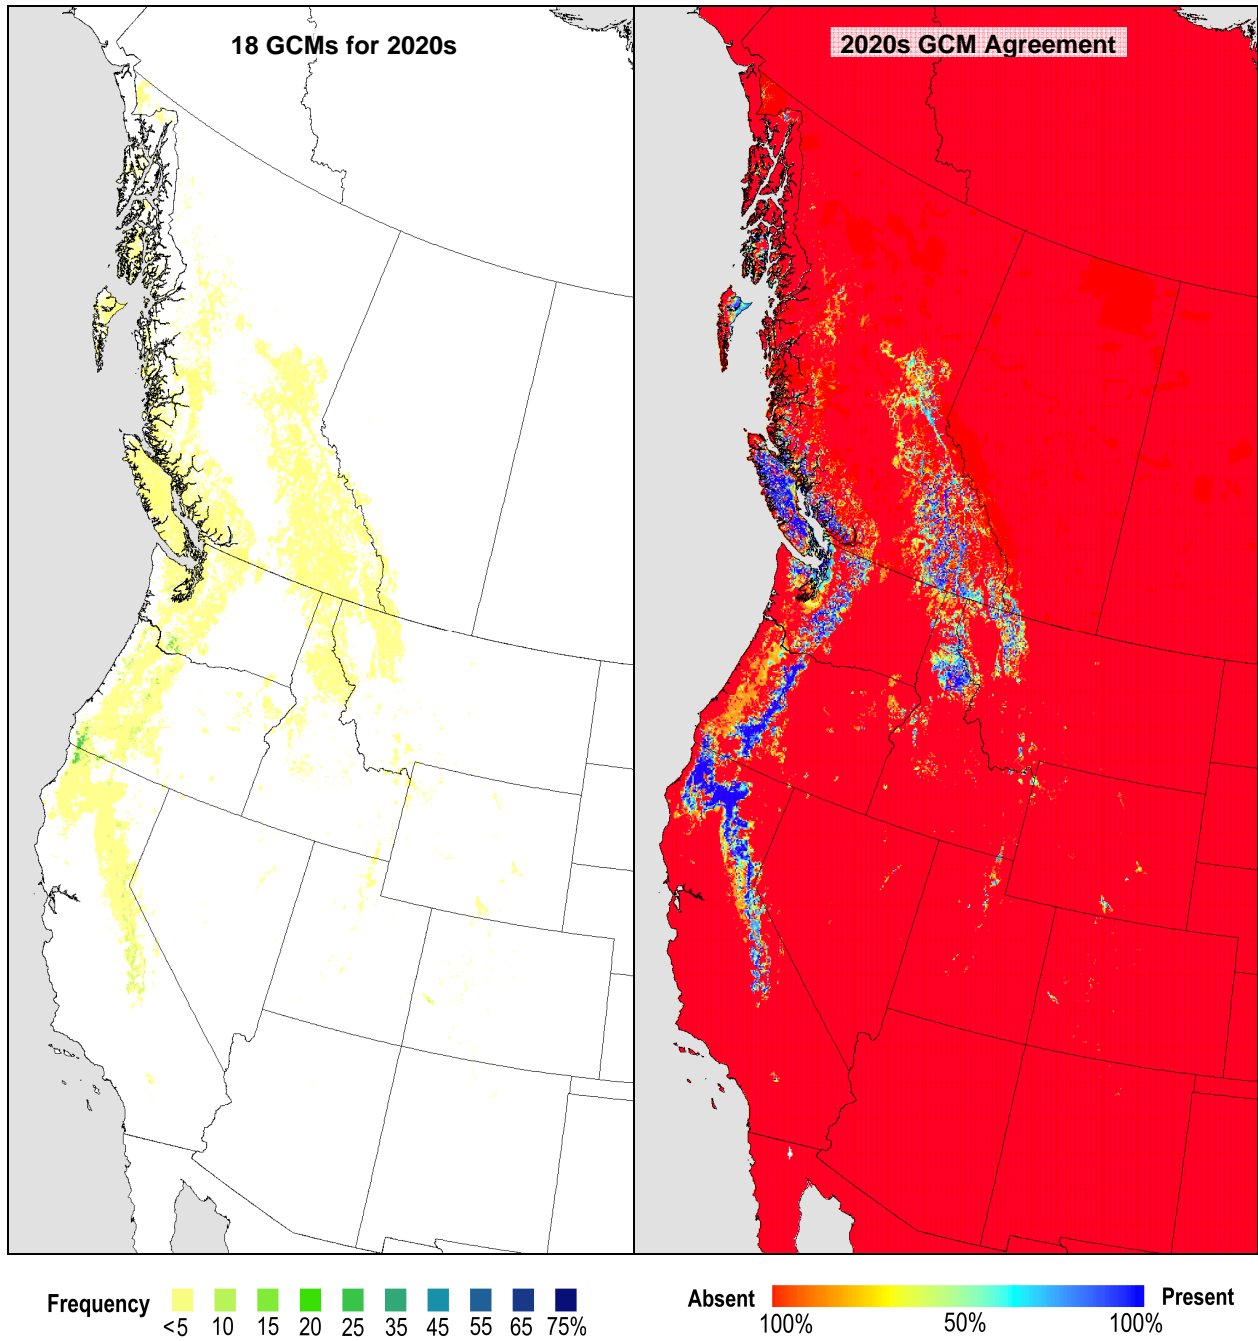 18 GCMs for 2020s
2020s GCM Agreement
Frequency
<5 10 15 20 25 35 45 55 65 75%
Absent Present
100% 50% 100%